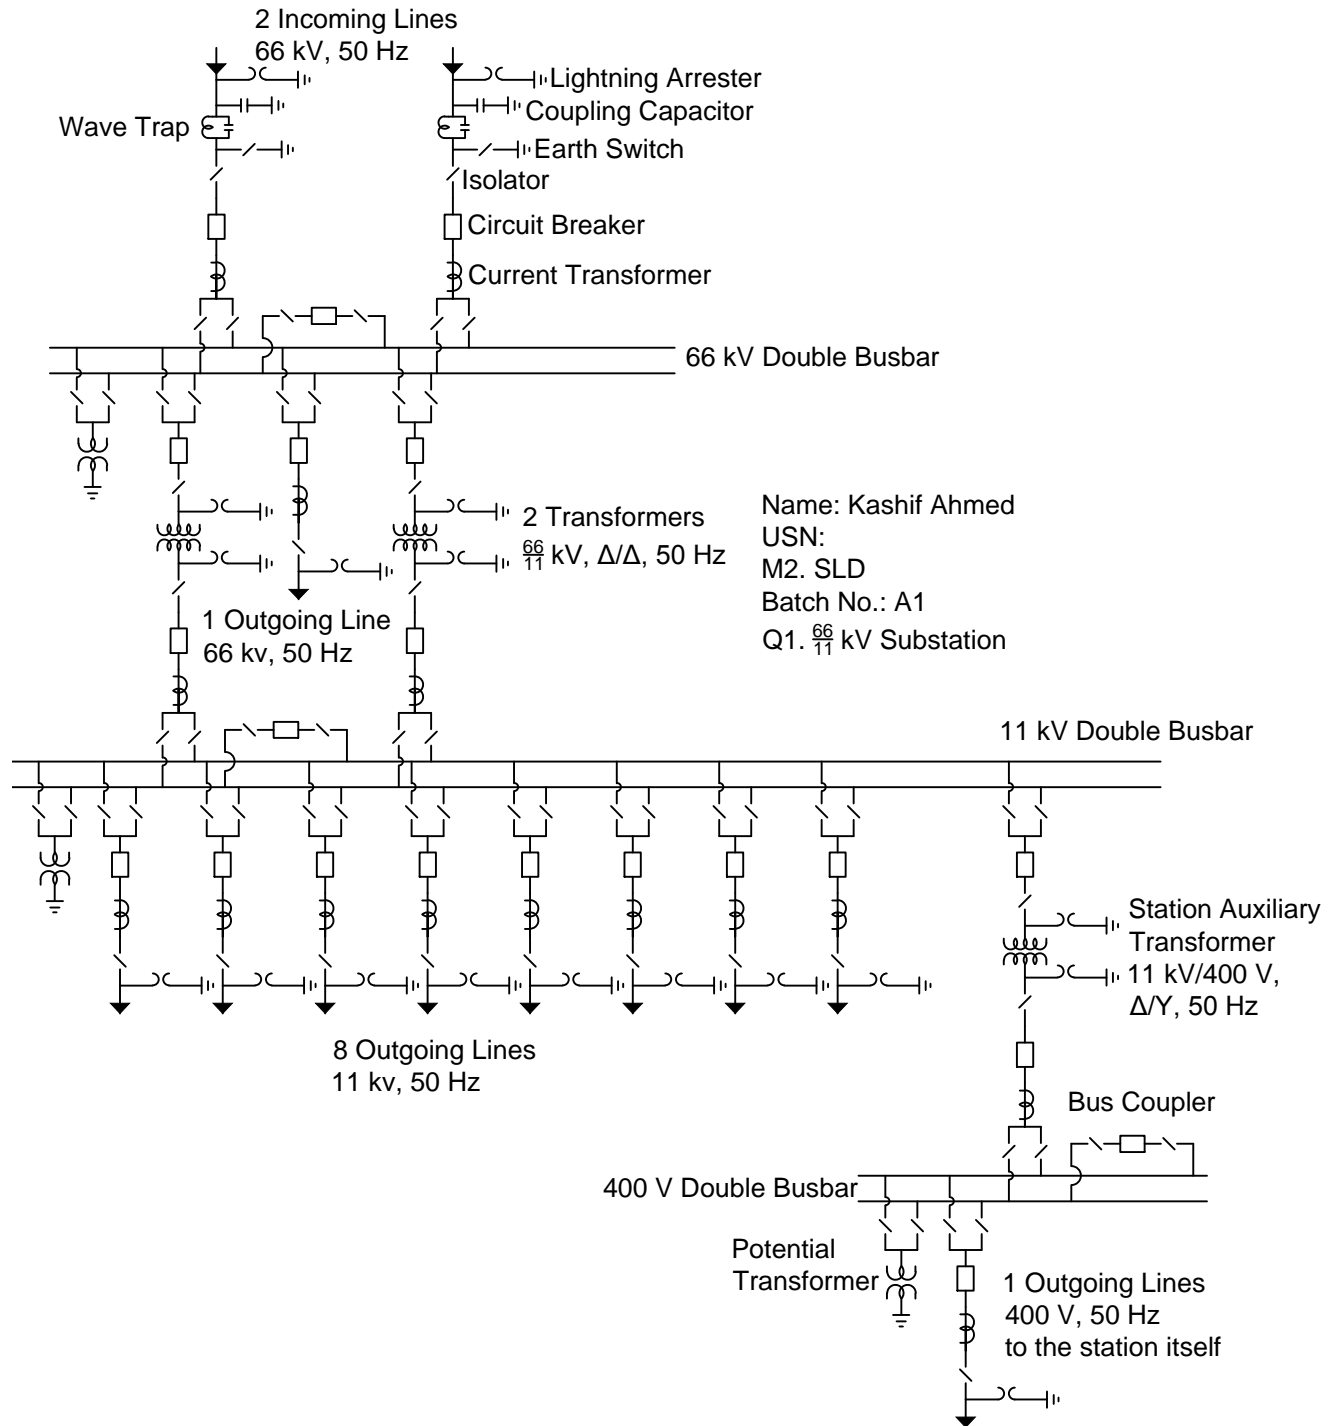 2 Incoming Lines
66 kV, 50 Hz
Lightning Arrester
Coupling Capacitor
Wave Trap
Earth Switch
Isolator
Circuit Breaker
Current Transformer
66 kV Double Busbar
2 Transformers
66/11 kV, Δ/Δ, 50 Hz
Name: Kashif Ahmed
USN:
M2. SLD
Batch No.: A1
Q1. 66/11 kV Substation
1 Outgoing Line
66 kv, 50 Hz
11 kV Double Busbar
Station Auxiliary
Transformer
11 kV/400 V,
Δ/Y, 50 Hz
8 Outgoing Lines
11 kv, 50 Hz
Bus Coupler
400 V Double Busbar
Potential
Transformer
1 Outgoing Lines
400 V, 50 Hz
to the station itself